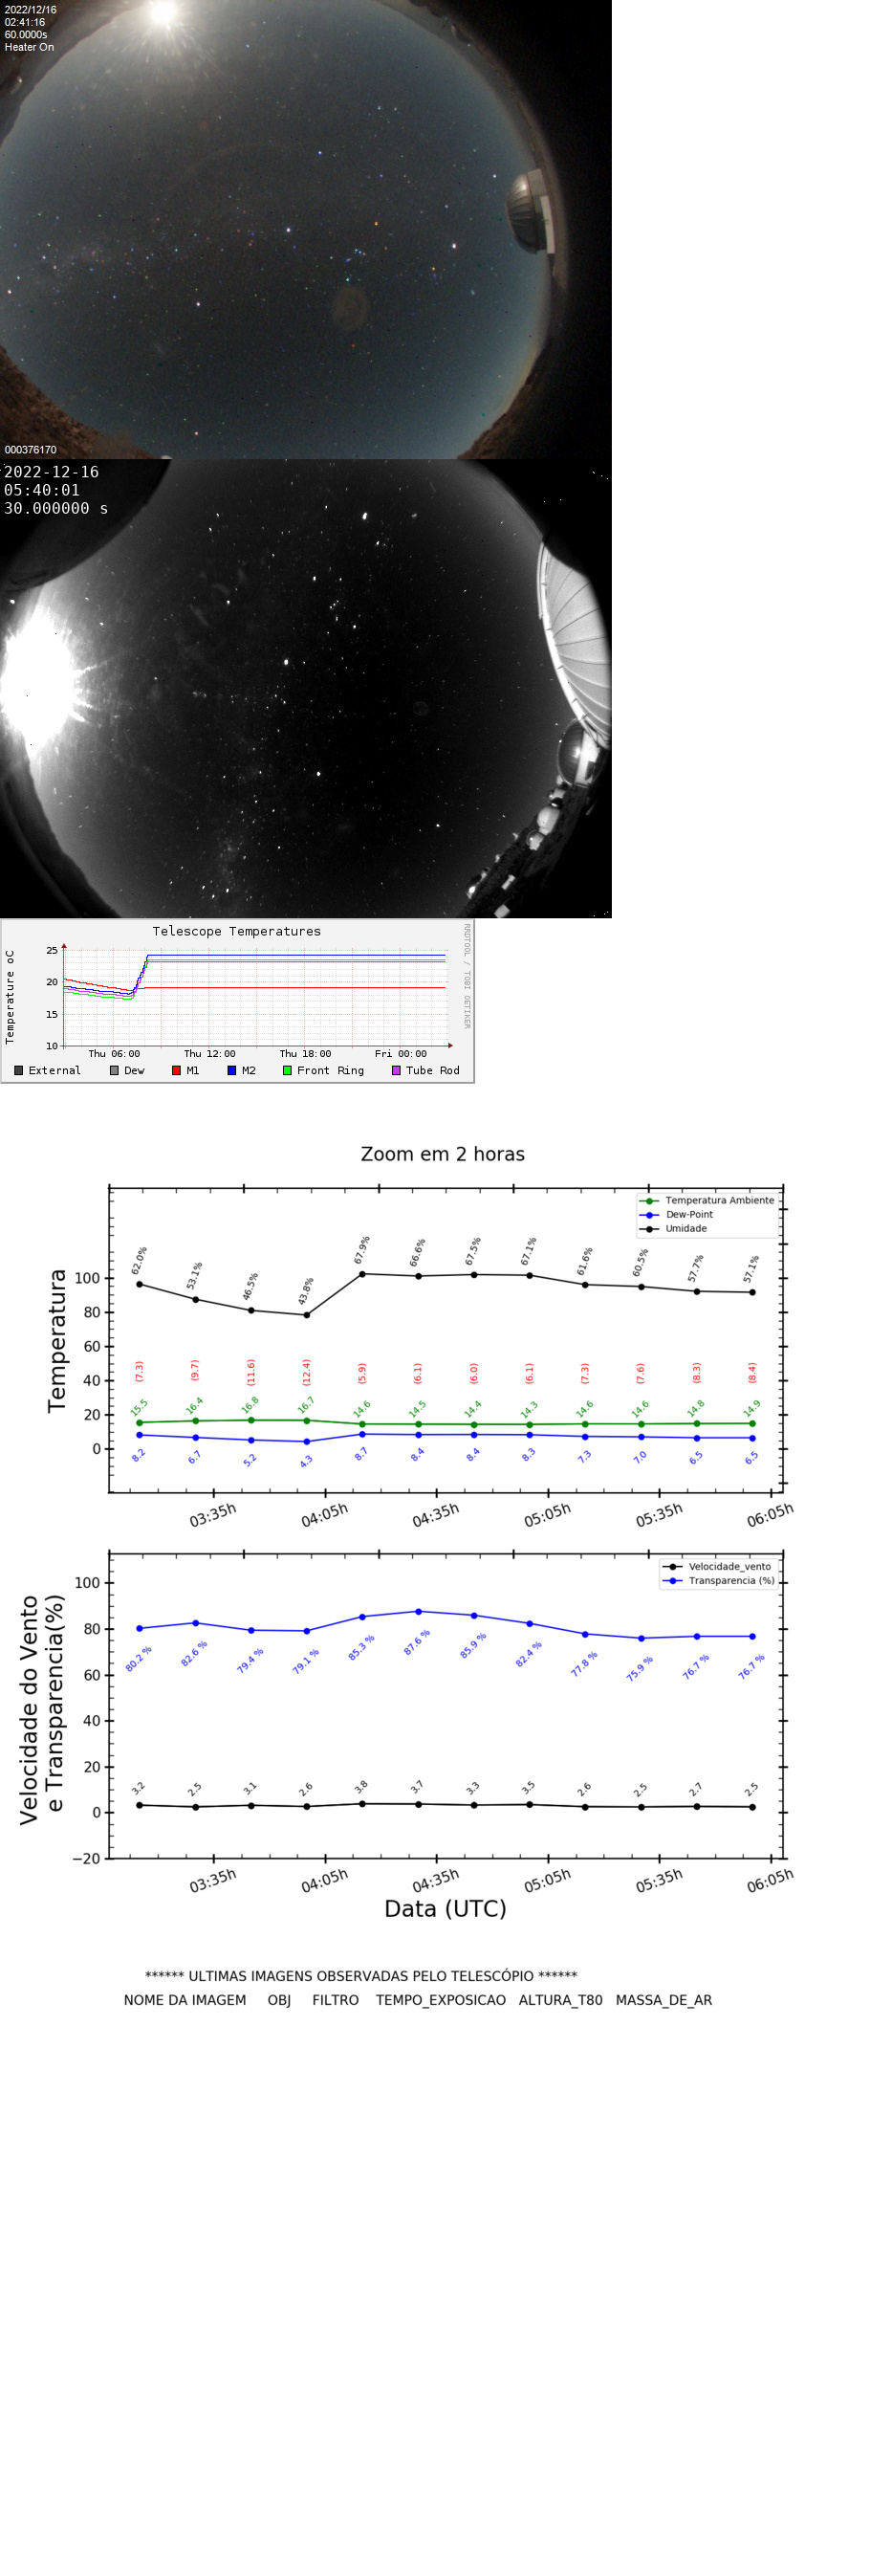 2022/12/16
02:41:16
60.0000s
Heater On
000376170
2022-12-16
05:40:01
30.000000 s
Telescope Temperatures
RRDTOOL / TOBI OETIKER
Temperature oC
25
20
15
10
Thu 06:00 Thu 12:00 Thu 18:00 Fri 00:00
External Dew M1 M2 Front Ring Tube Rod
Zoom em 2 horas
Temperatura
Temperatura Ambiente
Dew-Point
Umidade
100
80
60
40
20
0
62.0% 53.1% 46.5% 43.8% 67.9% 66.6% 67.5% 67.1% 61.6% 60.5% 57.7% 57.1%
(7.3) (9.7) (11.6) (12.4) (5.9) (6.1) (6.0) (6.1) (7.3) (7.6) (8.3) (8.4)
15.5 16.4 16.8 16.7 14.6 14.5 14.4 14.3 14.6 14.6 14.8 14.9
8.2 6.7 5.2 4.3 8.7 8.4 8.4 8.3 7.3 7.0 6.5 6.5
03:35h 04:05h 04:35h 05:05h 05:35h 06:05h
Velocidade do Vento
e Transparencia(%)
Velocidade_vento
Transparencia (%)
100
80
60
40
20
0
−20
80.2 % 82.6 % 79.4 % 79.1 % 85.3 % 87.6 % 85.9 % 82.4 % 77.8 % 75.9 % 76.7 % 76.7 %
3.2 2.5 3.1 2.6 3.8 3.7 3.3 3.5 2.6 2.5 2.7 2.5
03:35h 04:05h 04:35h 05:05h 05:35h 06:05h
Data (UTC)
****** ULTIMAS IMAGENS OBSERVADAS PELO TELESCÓPIO ******
NOME DA IMAGEM OBJ FILTRO TEMPO_EXPOSICAO ALTURA_T80 MASSA_DE_AR